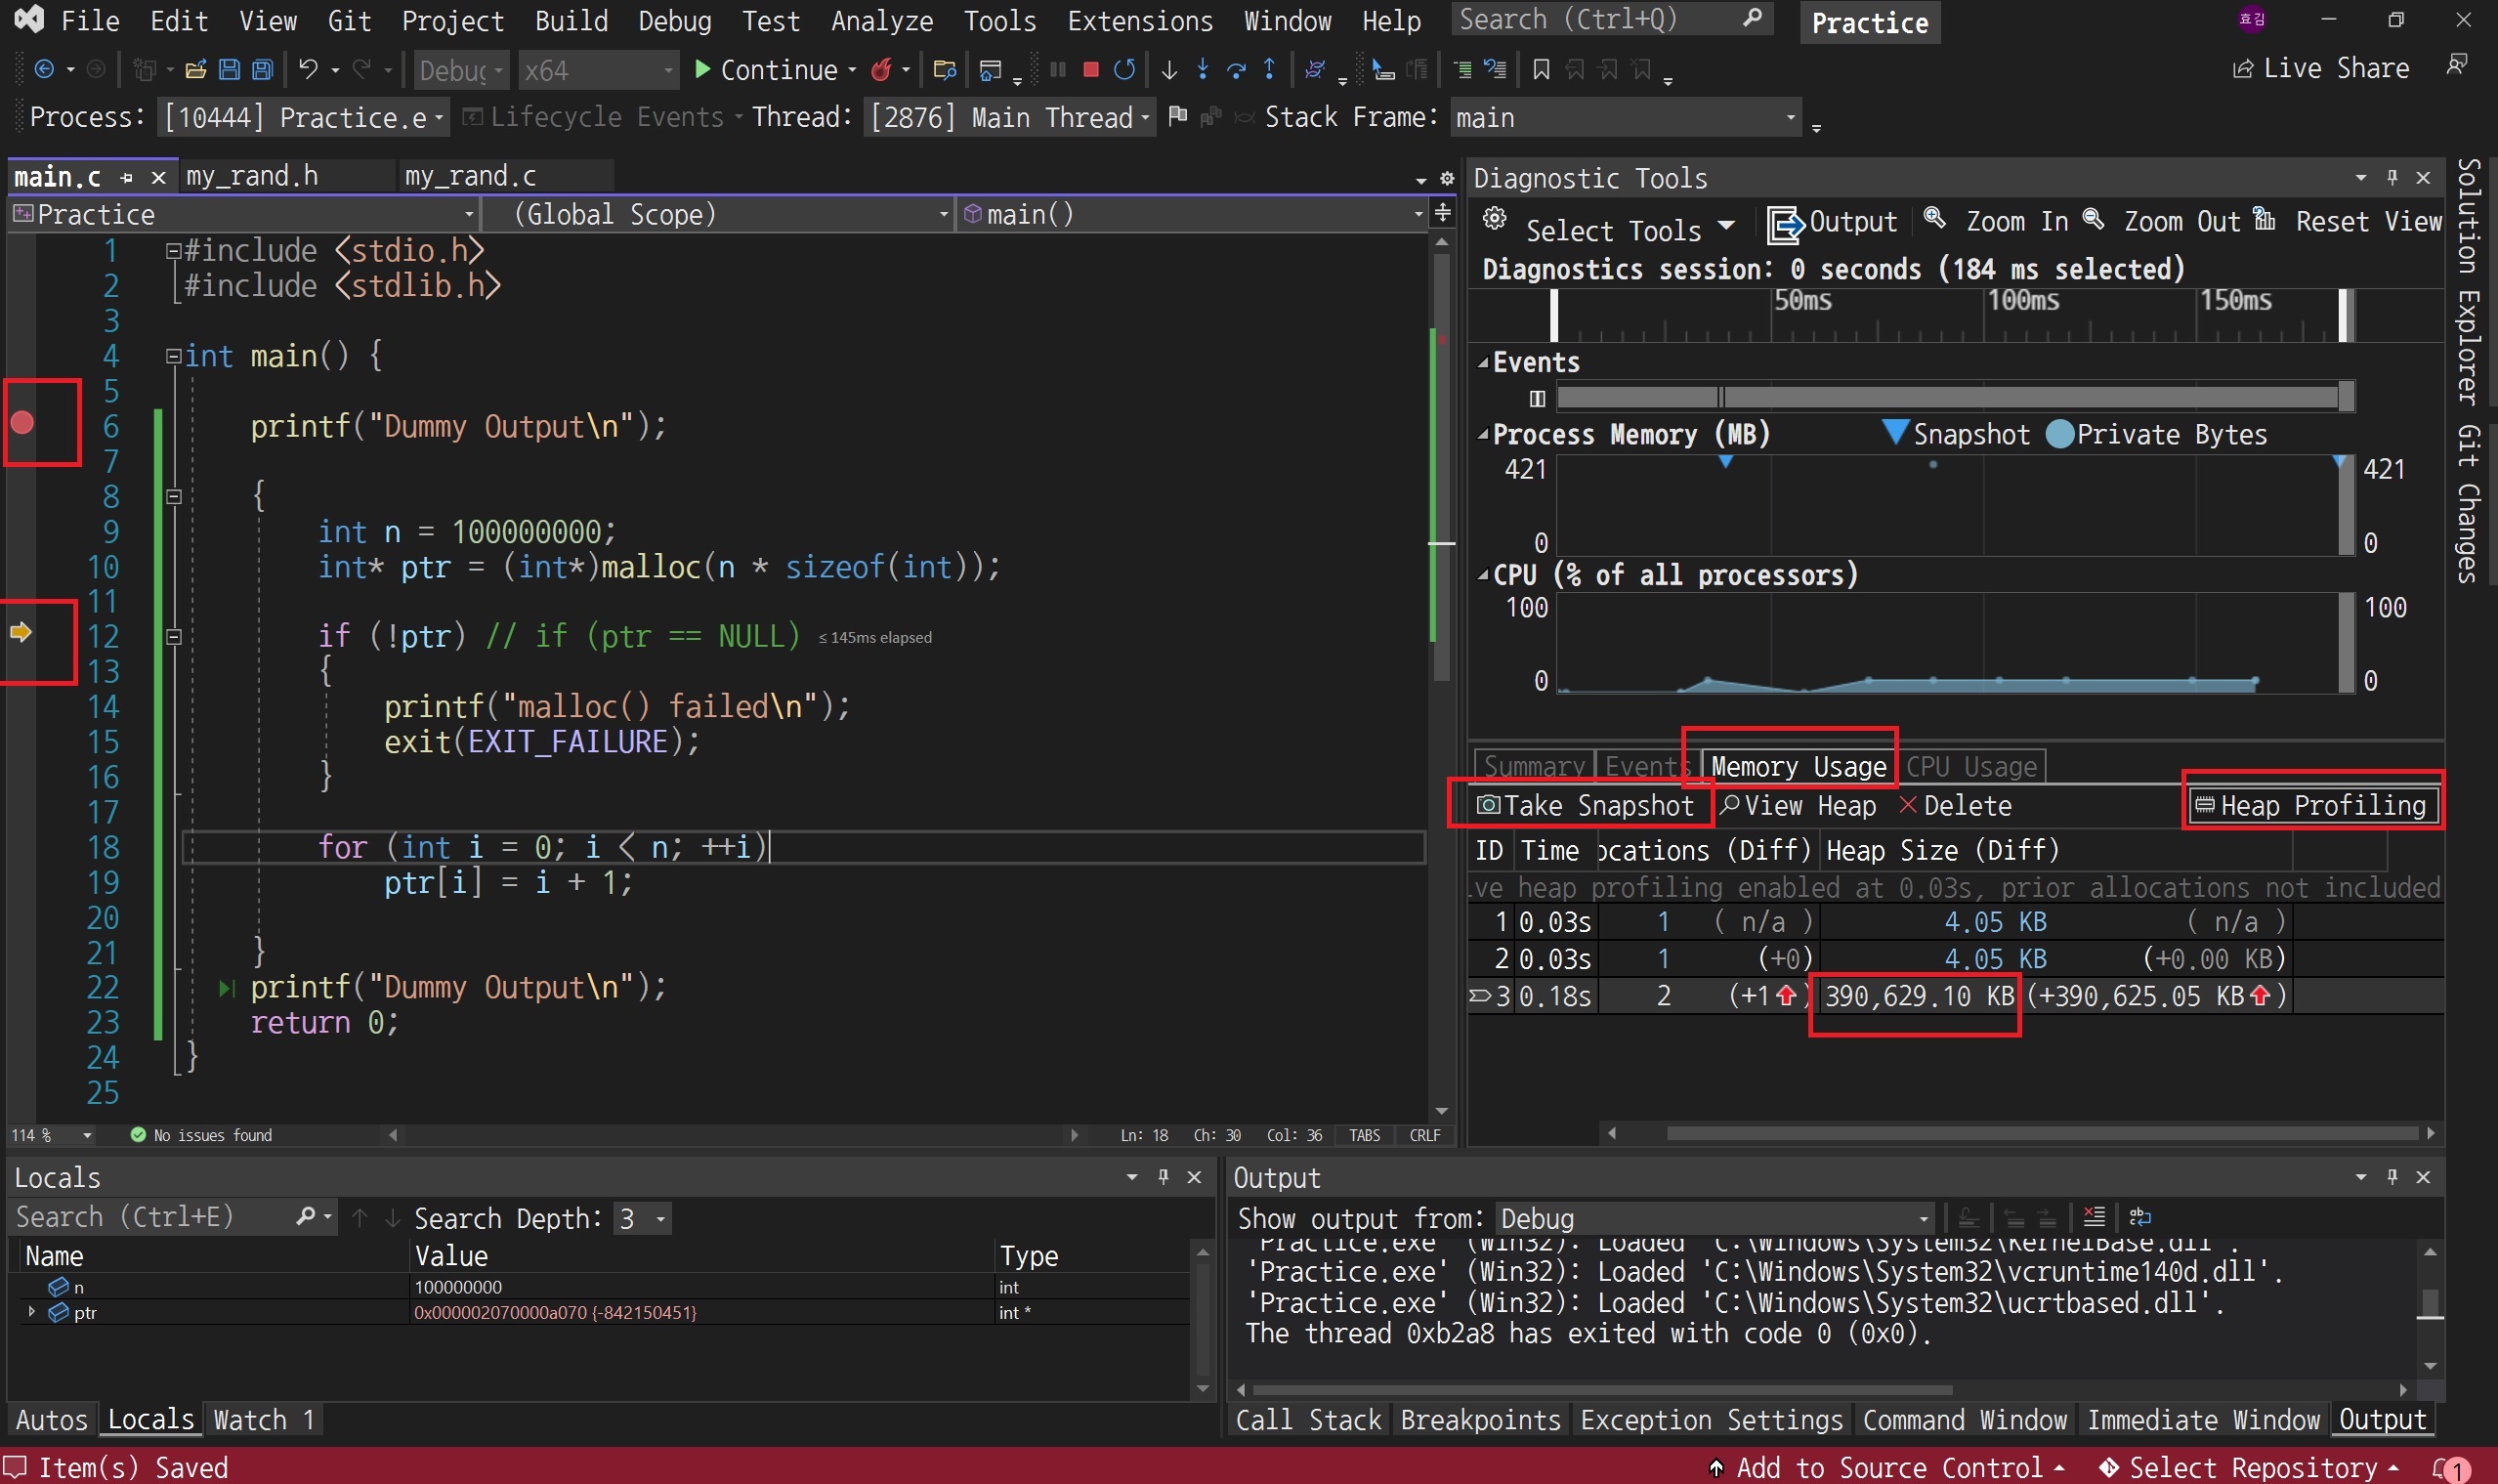 File Edit View Git Project Build Debug Test Analyze Tools Extensions Window Help Search (Ctrl+Q) Practice 효김
Debug x64 Continue Live Share
Process: [10444] Practice.e Lifecycle Events Thread: [2876] Main Thread Stack Frame: main
main.c my_rand.h my_rand.c
Practice (Global Scope) main()
1 #include <stdio.h>
2 #include <stdlib.h>
3
4 int main() {
5
6 printf("Dummy Output\n");
7
8 {
9 int n = 100000000;
10 int* ptr = (int*)malloc(n * sizeof(int));
11
12 if (!ptr) // if (ptr == NULL) ≤ 145ms elapsed
13 {
14 printf("malloc() failed\n");
15 exit(EXIT_FAILURE);
16 }
17
18 for (int i = 0; i < n; ++i)
19 ptr[i] = i + 1;
20
21 }
22 printf("Dummy Output\n");
23 return 0;
24 }
25
114 % No issues found Ln: 18 Ch: 30 Col: 36 TABS CRLF
Diagnostic Tools
Select Tools Output Zoom In Zoom Out Reset View
Diagnostics session: 0 seconds (184 ms selected)
50ms 100ms 150ms
Events
Process Memory (MB) Snapshot Private Bytes
421 421
0 0
CPU (% of all processors)
100 100
0 0
Summary Events Memory Usage CPU Usage
Take Snapshot View Heap Delete Heap Profiling
ID Time ocations (Diff) Heap Size (Diff)
ve heap profiling enabled at 0.03s, prior allocations not included
1 0.03s 1 ( n/a ) 4.05 KB ( n/a )
2 0.03s 1 (+0) 4.05 KB (+0.00 KB)
3 0.18s 2 (+1 ) 390,629.10 KB (+390,625.05 KB )
Solution Explorer Git Changes
Locals
Search (Ctrl+E) Search Depth: 3
Name Value Type
n 100000000 int
ptr 0x000002070000a070 {-842150451} int *
Autos Locals Watch 1
Output
Show output from: Debug
'Practice.exe' (Win32): Loaded 'C:\Windows\System32\KernelBase.dll'.
'Practice.exe' (Win32): Loaded 'C:\Windows\System32\vcruntime140d.dll'.
'Practice.exe' (Win32): Loaded 'C:\Windows\System32\ucrtbased.dll'.
The thread 0xb2a8 has exited with code 0 (0x0).
Call Stack Breakpoints Exception Settings Command Window Immediate Window Output
Item(s) Saved Add to Source Control Select Repository 1